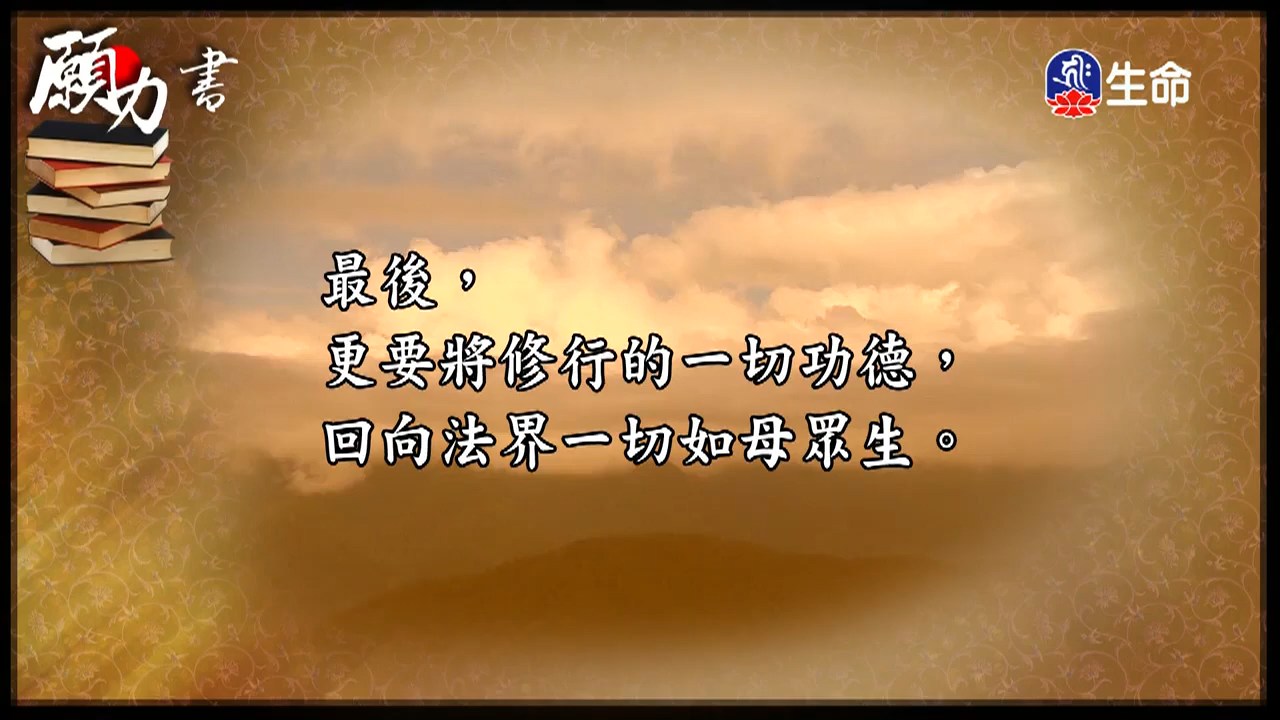 願力書
生命
最後，
更要將修行的一切功德，
回向法界一切如母眾生。